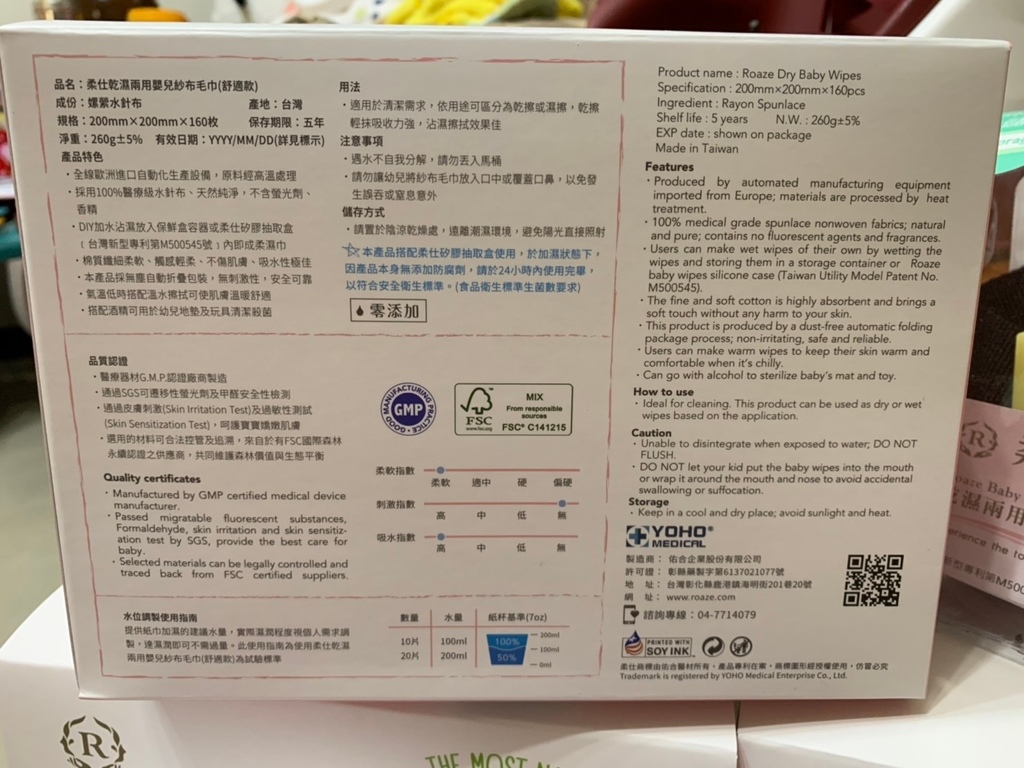 品名：柔仕乾濕兩用嬰兒紗布毛巾(舒適款)
成份：嫘縈水針布 產地：台灣
規格：200mm×200mm×160枚 保存期限：五年
淨重：260g±5% 有效日期：YYYY/MM/DD(詳見標示)
產品特色
・全線歐洲進口自動化生產設備，原料經高溫處理
・採用100%醫療級水針布、天然純淨，不含螢光劑、
香精
・DIY加水沾濕放入保鮮盒容器或柔仕矽膠抽取盒
﹝台灣新型專利第M500545號﹞內即成柔濕巾
・棉質纖細柔軟、觸感輕柔、不傷肌膚、吸水性極佳
・本產品採無塵自動折疊包裝，無刺激性，安全可靠
・氣溫低時搭配溫水擦拭可使肌膚溫暖舒適
・搭配酒精可用於幼兒地墊及玩具清潔殺菌
用法
・適用於清潔需求，依用途可區分為乾擦或濕擦，乾擦
輕抹吸收力強，沾濕擦拭效果佳
注意事項
・遇水不自我分解，請勿丟入馬桶
・請勿讓幼兒將紗布毛巾放入口中或覆蓋口鼻，以免發
生誤吞或窒息意外
儲存方式
・請置於陰涼乾燥處，遠離潮濕環境，避免陽光直接照射
☆本產品搭配柔仕矽膠抽取盒使用，於加濕狀態下，
因產品本身無添加防腐劑，請於24小時內使用完畢，
以符合安全衛生標準。(食品衛生標準生菌數要求)
零添加
品質認證
・醫療器材G.M.P.認證廠商製造
・通過SGS可遷移性螢光劑及甲醛安全性檢測
・通過皮膚刺激(Skin Irritation Test)及過敏性測試
(Skin Sensitization Test)，呵護寶寶嬌嫩肌膚
・選用的材料可合法控管及追溯，來自於有FSC國際森林
永續認證之供應商，共同維護森林價值與生態平衡
Quality certificates
・Manufactured by GMP certified medical device
manufacturer.
・Passed migratable fluorescent substances,
Formaldehyde, skin irritation and skin sensitiz-
ation test by SGS, provide the best care for
baby.
・Selected materials can be legally controlled and
traced back from FSC certified suppliers.
GOOD MANUFACTURING PRACTICE
GMP
FSC
www.fsc.org
MIX
From responsible
sources
FSC® C141215
柔軟指數
柔軟 適中 硬 偏硬
刺激指數
高 中 低 無
吸水指數
高 中 低 無
水位調製使用指南
提供紙巾加濕的建議水量，實際濕潤程度視個人需求調
製，達濕潤即可不需過量。此使用指南為使用柔仕乾濕
兩用嬰兒紗布毛巾(舒適款)為試驗標準
數量 水量 紙杯基準(7oz)
10片 100ml
20片 200ml
100%
50%
200ml
100ml
0ml
Product name : Roaze Dry Baby Wipes
Specification : 200mm×200mm×160pcs
Ingredient : Rayon Spunlace
Shelf life : 5 years N.W. : 260g±5%
EXP date : shown on package
Made in Taiwan
Features
・Produced by automated manufacturing equipment
imported from Europe; materials are processed by heat
treatment.
・100% medical grade spunlace nonwoven fabrics; natural
and pure; contains no fluorescent agents and fragrances.
・Users can make wet wipes of their own by wetting the
wipes and storing them in a storage container or Roaze
baby wipes silicone case (Taiwan Utility Model Patent No.
M500545).
・The fine and soft cotton is highly absorbent and brings a
soft touch without any harm to your skin.
・This product is produced by a dust-free automatic folding
package process; non-irritating, safe and reliable.
・Users can make warm wipes to keep their skin warm and
comfortable when it's chilly.
・Can go with alcohol to sterilize baby's mat and toy.
How to use
・Ideal for cleaning. This product can be used as dry or wet
wipes based on the application.
Caution
・Unable to disintegrate when exposed to water; DO NOT
FLUSH.
・DO NOT let your kid put the baby wipes into the mouth
or wrap it around the mouth and nose to avoid accidental
swallowing or suffocation.
Storage
・Keep in a cool and dry place; avoid sunlight and heat.
YOHO®
MEDICAL
製造商：佑合企業股份有限公司
許可證：彰縣藥製字第6137021077號
地 址：台灣彰化縣鹿港鎮海明街201巷20號
網 址：www.roaze.com
諮詢專線：04-7714079
PRINTED WITH
SOY INK
柔仕商標由佑合醫材所有，產品專利在案，商標圖形經授權使用，仿冒必究
Trademark is registered by YOHO Medical Enterprise Co., Ltd.
R
THE MOST
R
Roaze Baby
濕兩用